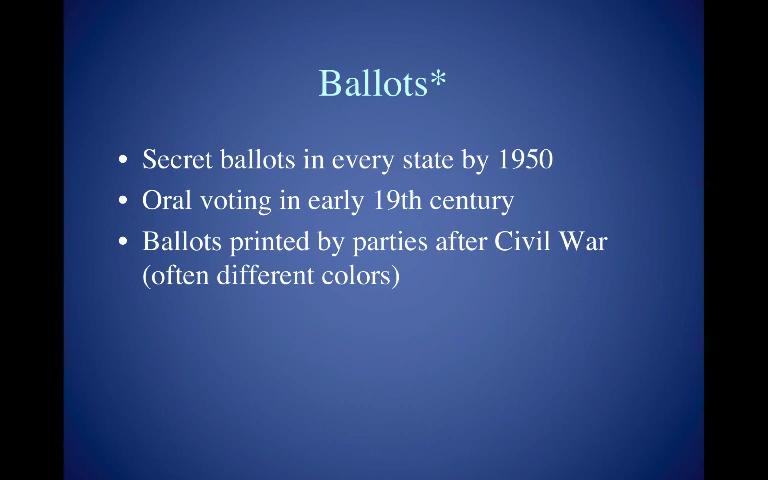 Ballots*
• Secret ballots in every state by 1950
• Oral voting in early 19th century
• Ballots printed by parties after Civil War
(often different colors)